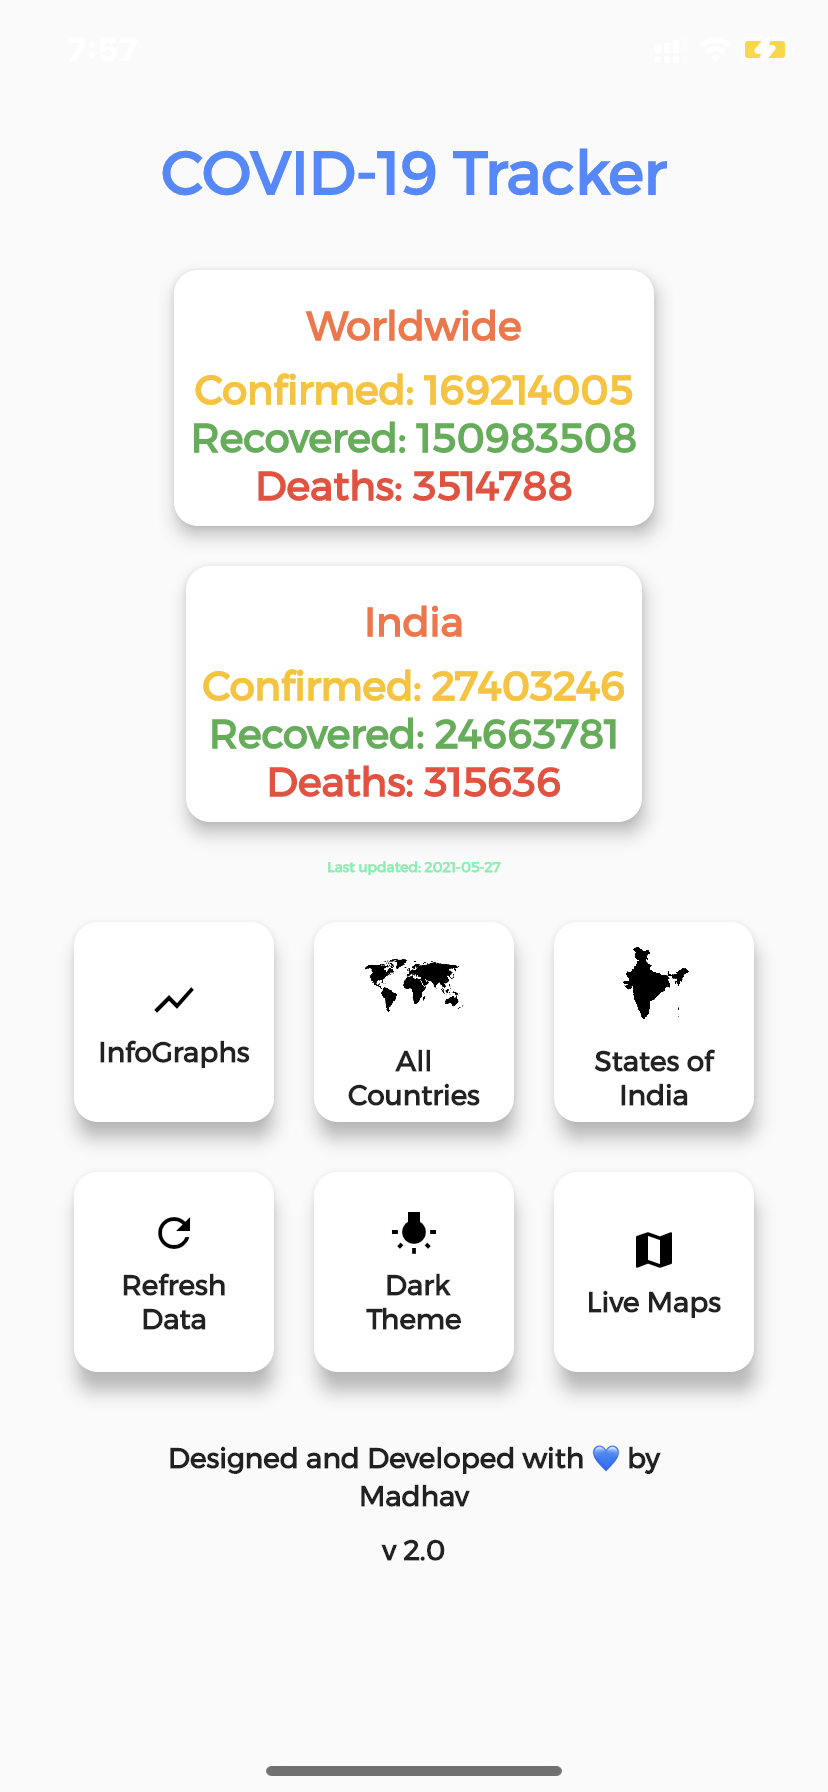 7:57
COVID-19 Tracker
Worldwide
Confirmed: 169214005
Recovered: 150983508
Deaths: 3514788
India
Confirmed: 27403246
Recovered: 24663781
Deaths: 315636
Last updated: 2021-05-27
InfoGraphs
All
Countries
States of
India
Refresh
Data
Dark
Theme
Live Maps
Designed and Developed with 💙 by
Madhav
v 2.0